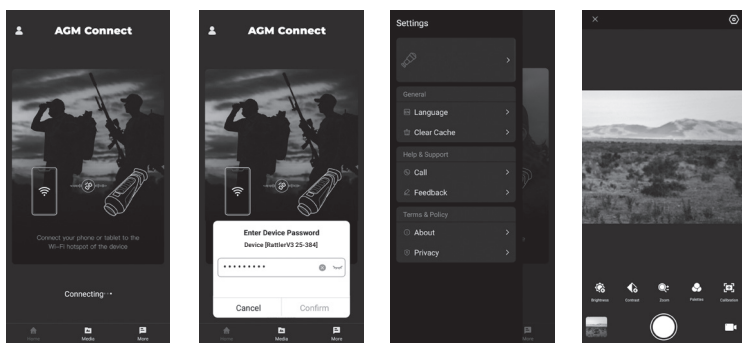 AGM Connect
Connect your phone or tablet to the
Wi-Fi hotspot of the device
Connecting···
Home
Media
More
AGM Connect
Enter Device Password
Device [RattlerV3 25-384]
•••••••••
Cancel
Confirm
Home
Media
More
Settings
General
Language
Clear Cache
Help & Support
Call
Feedback
Terms & Policy
About
Privacy
More
Brightness
Contrast
Zoom
Palettes
Calibration